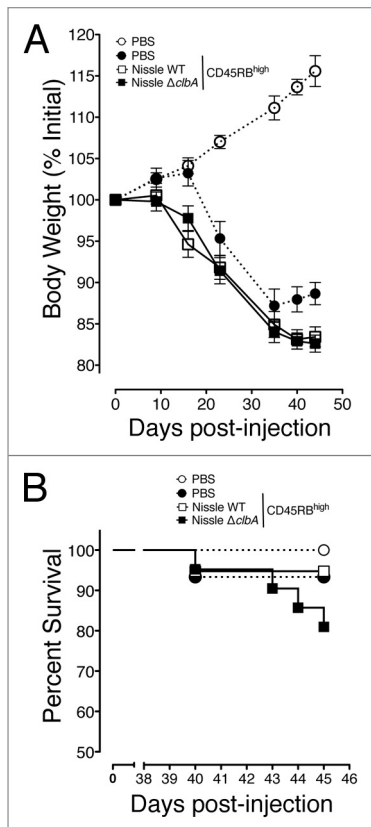 A
PBS
PBS
Nissle WT
Nissle ΔclbA
CD45RBhigh
Body Weight (% Initial)
120
115
110
105
100
95
90
85
80
0 10 20 30 40 50
Days post-injection
B
PBS
PBS
Nissle WT
Nissle ΔclbA
CD45RBhigh
Percent Survival
100
90
80
70
60
50
0 38 39 40 41 42 43 44 45 46
Days post-injection